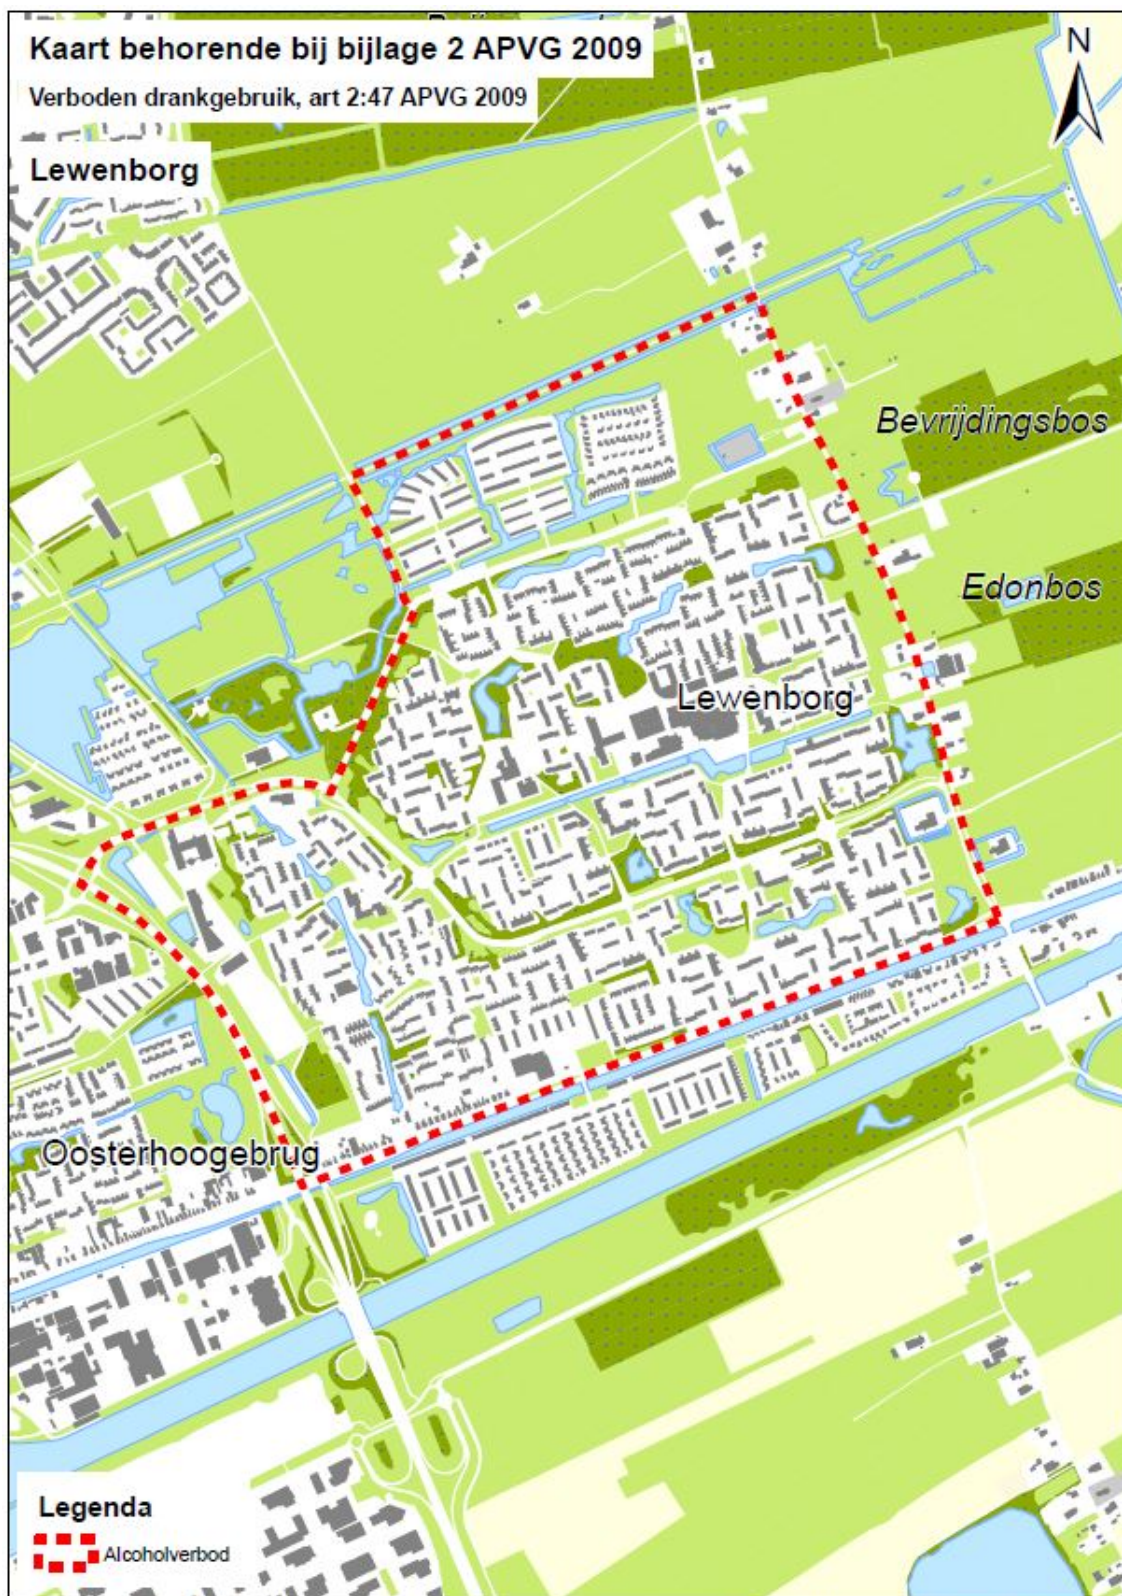 Kaart behorende bij bijlage 2 APVG 2009
Verboden drankgebruik, art 2:47 APVG 2009
N
Lewenborg
Bevrijdingsbos
Edonbos
Lewenborg
Oosterhoogebrug
Legenda
Alcoholverbod